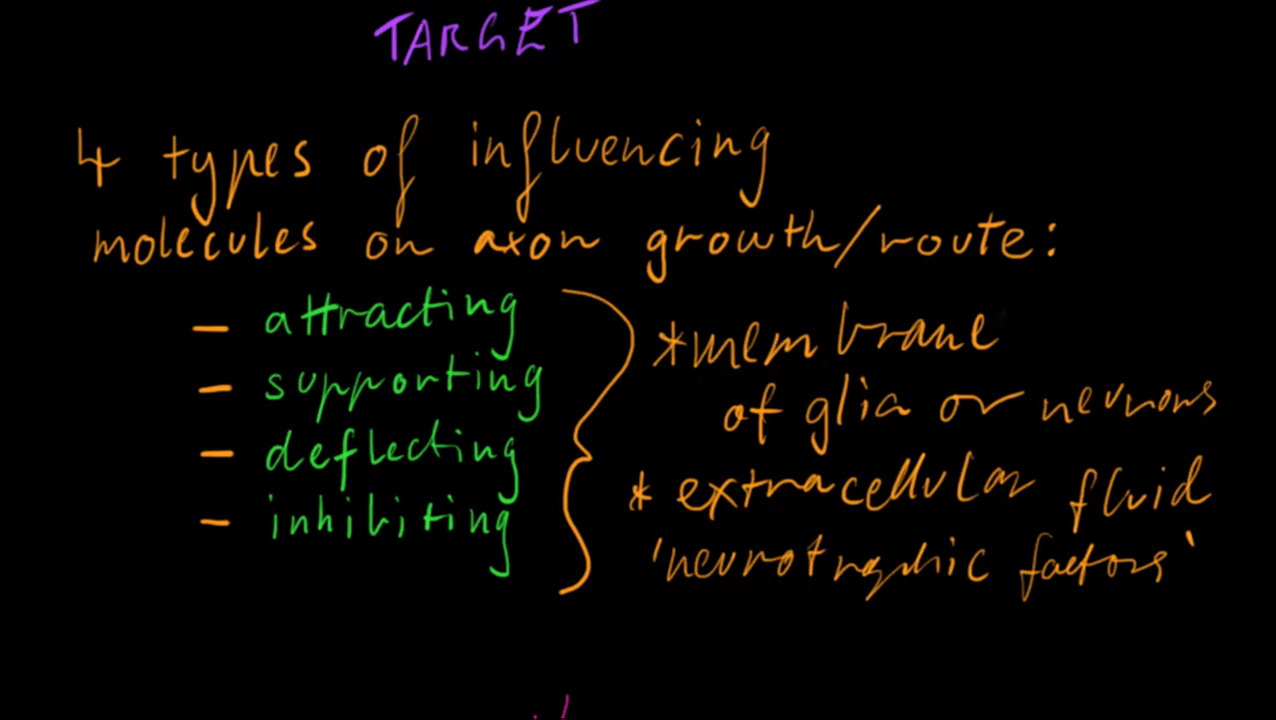 TARGET
4 types of influencing
molecules on axon growth/route:
- attracting
- supporting
- deflecting
- inhibiting
*membrane
of glia or neurons
* extracellular fluid
'neurotrophic factors'